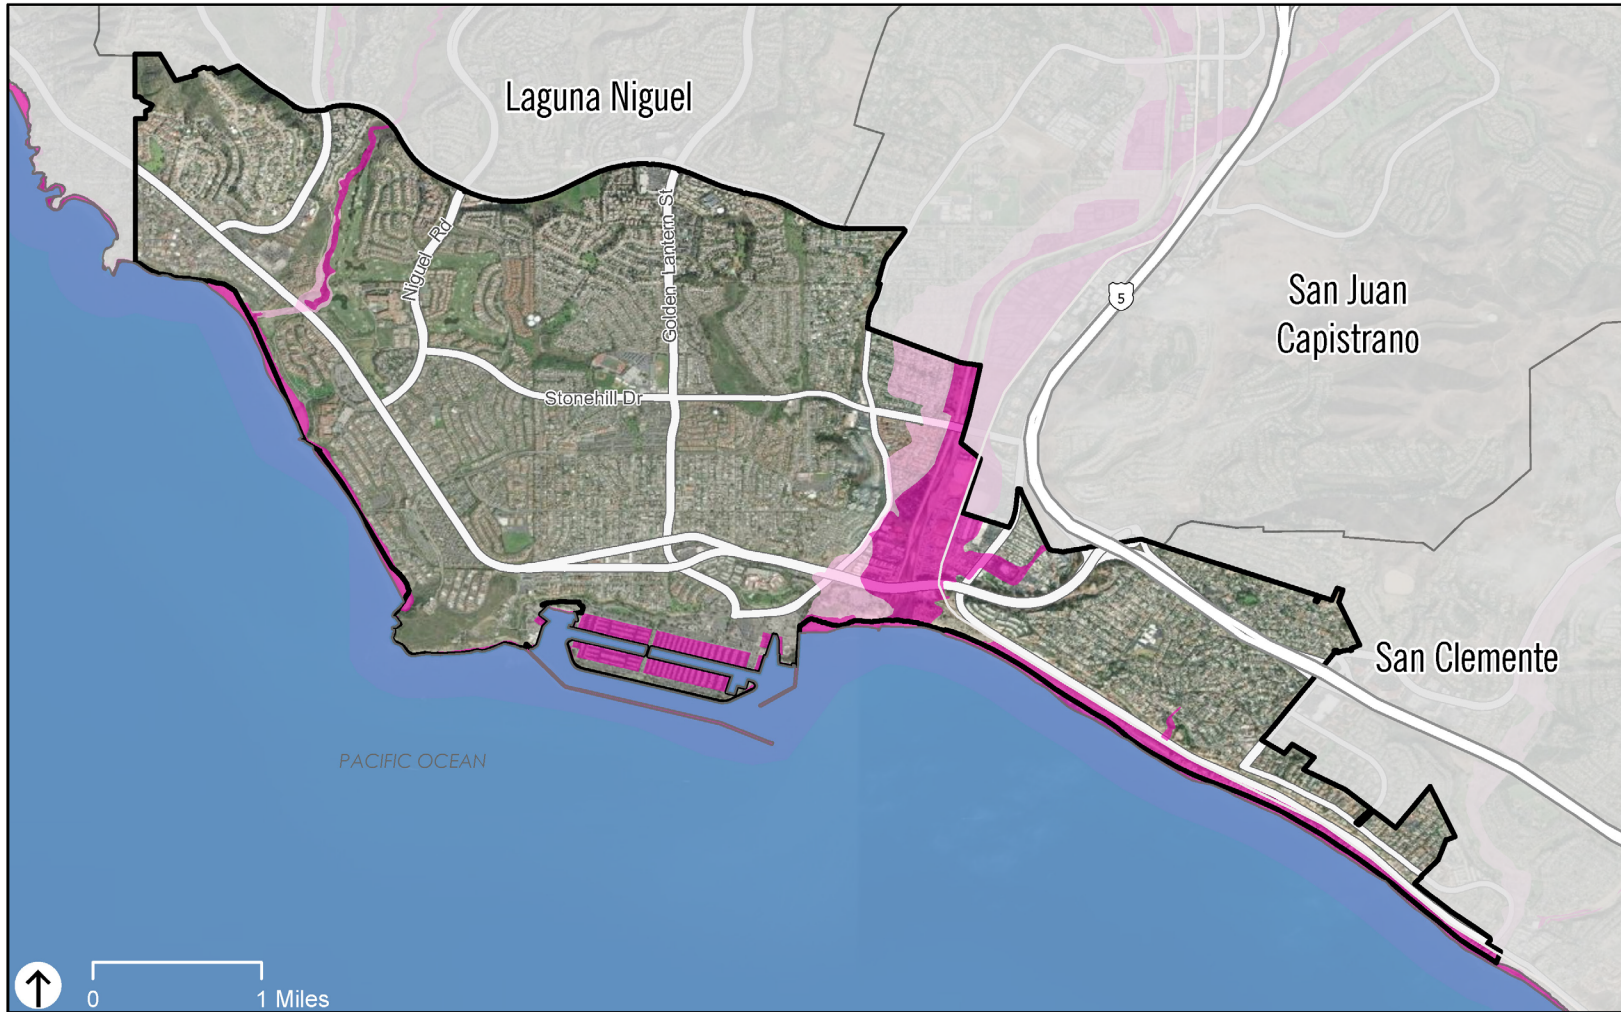 Laguna Niguel
Niguel Rd
Golden Lantern St
5
San Juan
Capistrano
Stonehill Dr
San Clemente
PACIFIC OCEAN
0 1 Miles